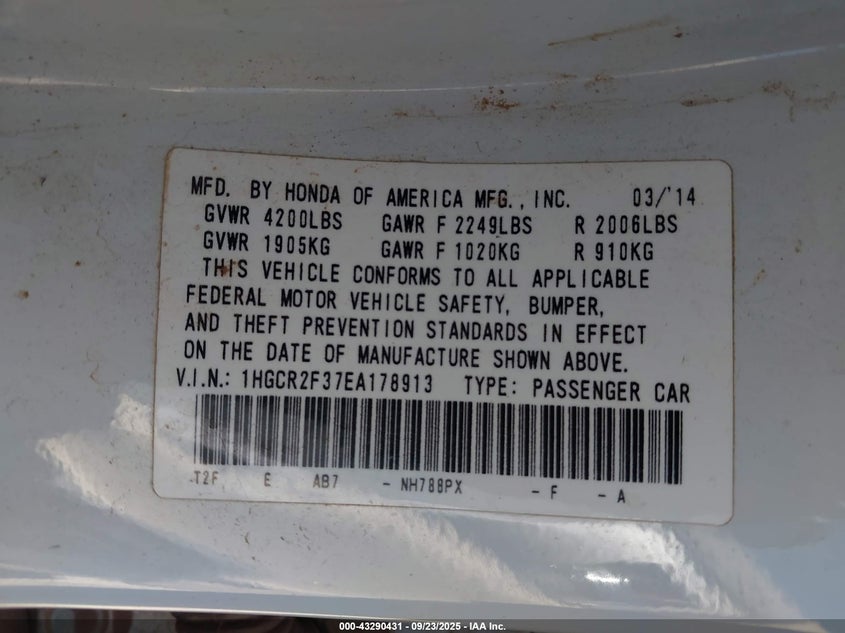 MFD. BY HONDA OF AMERICA MFG., INC. 03/'14
GVWR 4200LBS GAWR F 2249LBS R 2006LBS
GVWR 1905KG GAWR F 1020KG R 910KG
THIS VEHICLE CONFORMS TO ALL APPLICABLE
FEDERAL MOTOR VEHICLE SAFETY, BUMPER,
AND THEFT PREVENTION STANDARDS IN EFFECT
ON THE DATE OF MANUFACTURE SHOWN ABOVE.
V.I.N.: 1HGCR2F37EA178913 TYPE: PASSENGER CAR
T2F E AB7 - NH788PX - F - A
000-43290431 - 09/23/2025 - IAA Inc.